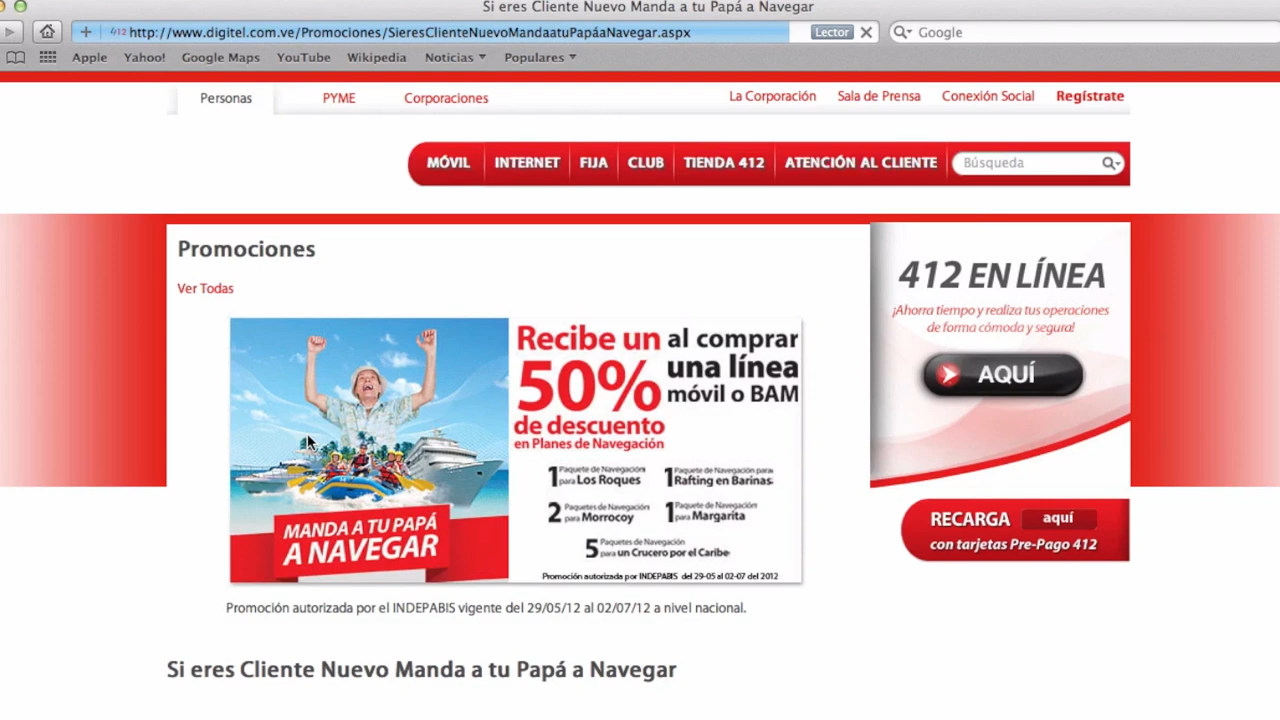 Si eres Cliente Nuevo Manda a tu Papá a Navegar
412 http://www.digitel.com.ve/Promociones/SieresClienteNuevoMandaatuPapáaNavegar.aspx
Lector
Google
Apple Yahoo! Google Maps YouTube Wikipedia Noticias Populares
Personas PYME Corporaciones La Corporación Sala de Prensa Conexión Social Regístrate
MÓVIL INTERNET FIJA CLUB TIENDA 412 ATENCIÓN AL CLIENTE Búsqueda
Promociones
Ver Todas
MANDA A TU PAPÁ
A NAVEGAR
Recibe un
50%
de descuento
en Planes de Navegación
al comprar
una línea
móvil o BAM
1 Paquete de Navegación
para Los Roques
1 Paquete de Navegación para
Rafting en Barinas
2 Paquetes de Navegación
para Morrocoy
1 Paquete de Navegación
para Margarita
5 Paquetes de Navegación
para un Crucero por el Caribe
Promoción autorizada por INDEPABIS del 29-05 al 02-07 del 2012
Promoción autorizada por el INDEPABIS vigente del 29/05/12 al 02/07/12 a nivel nacional.
Si eres Cliente Nuevo Manda a tu Papá a Navegar
412 EN LÍNEA
¡Ahorra tiempo y realiza tus operaciones
de forma cómoda y segura!
AQUÍ
RECARGA aquí
con tarjetas Pre-Pago 412